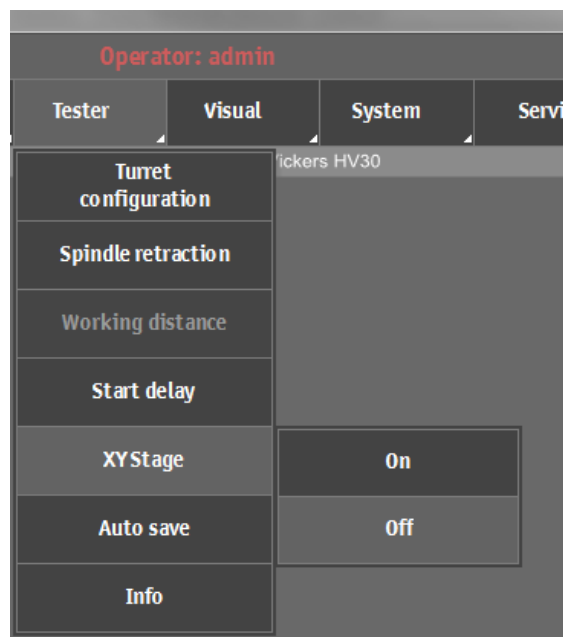 Operator: admin
Tester Visual System
Turret
configuration
HV30
Spindle retraction
Working distance
Start delay
XY Stage On
Auto save Off
Info